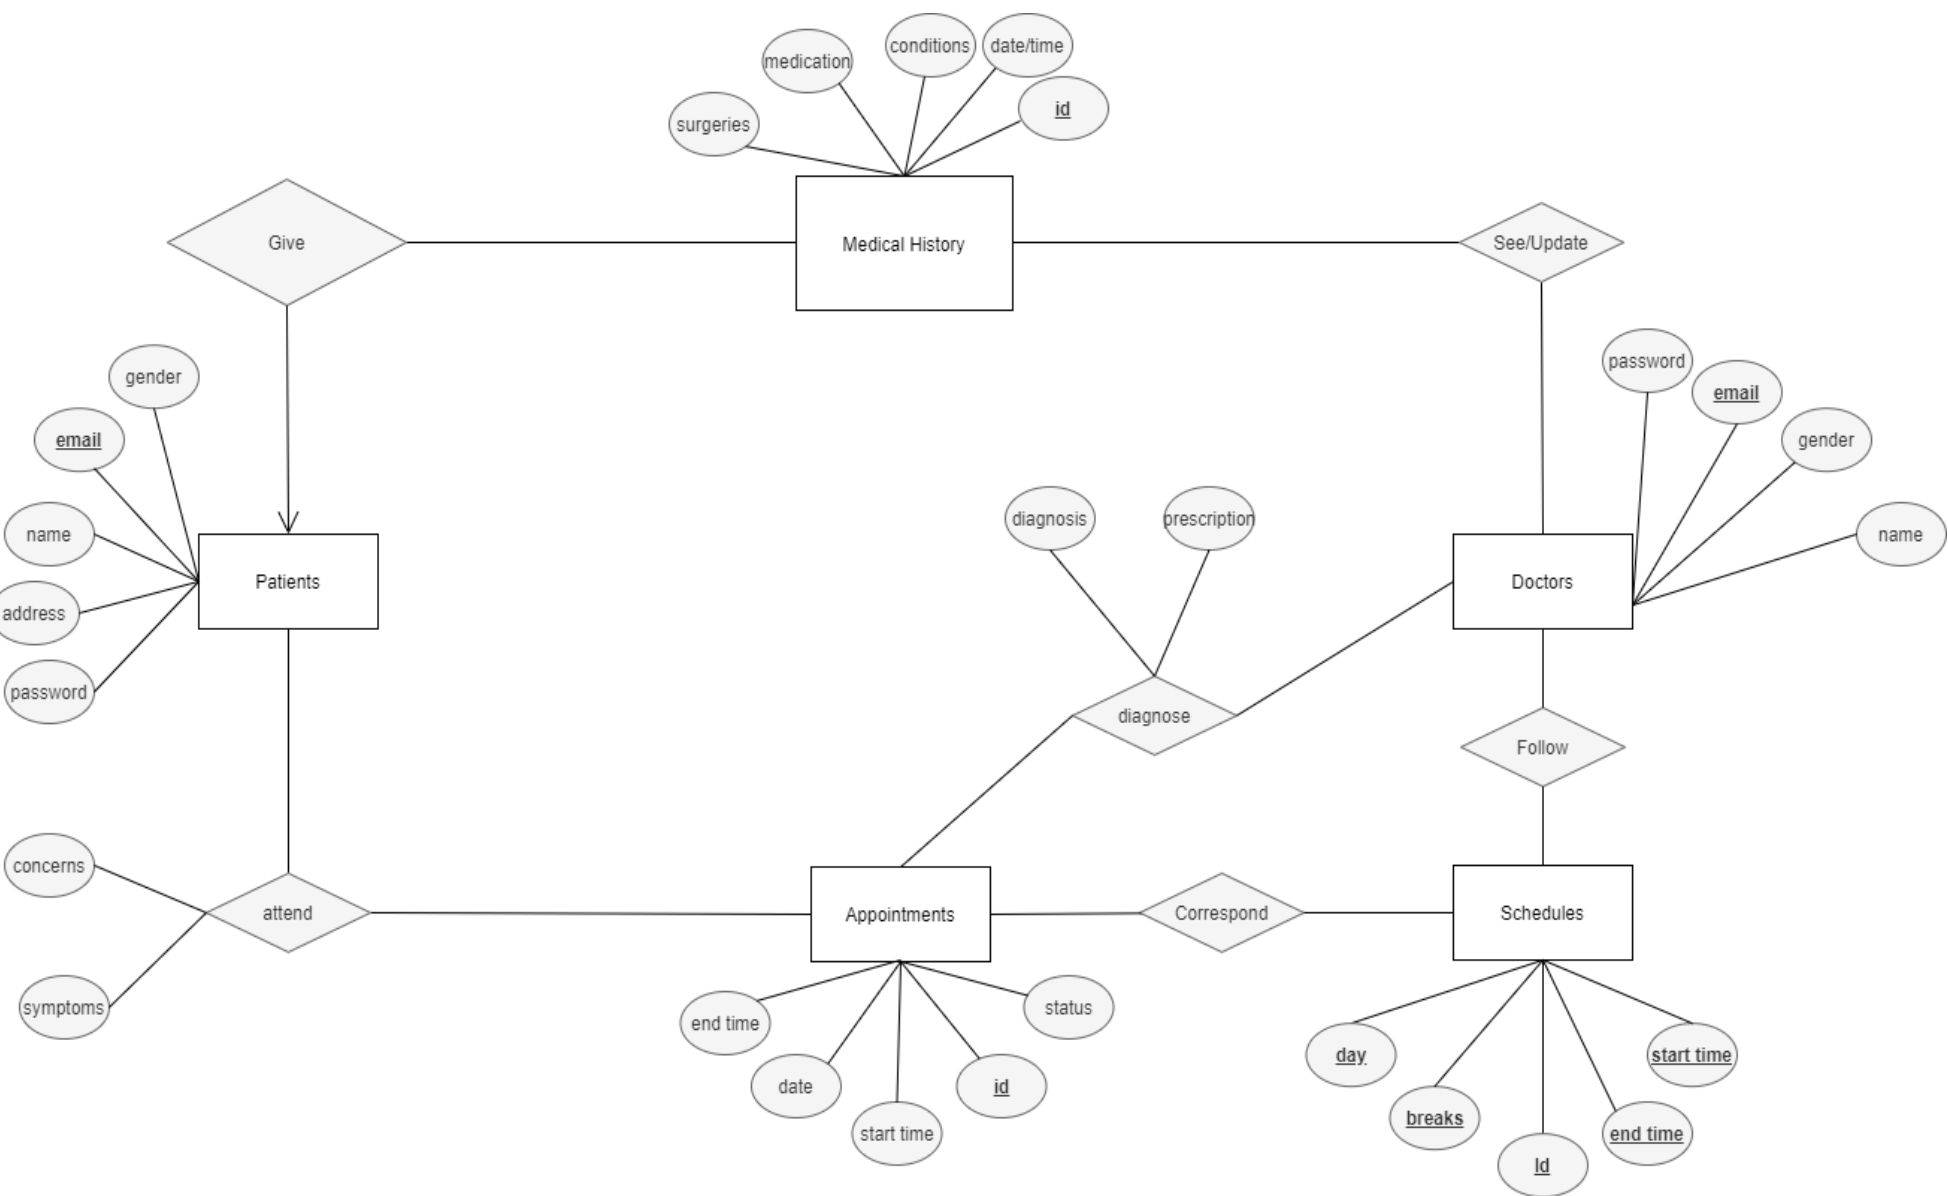 conditions
date/time
medication
id
surgeries
Give
Medical History
See/Update
password
gender
email
email
gender
diagnosis
prescription
name
name
Patients
Doctors
address
password
diagnose
Follow
concerns
attend
Appointments
Correspond
Schedules
symptoms
status
end time
day
start time
date
id
breaks
start time
end time
Id